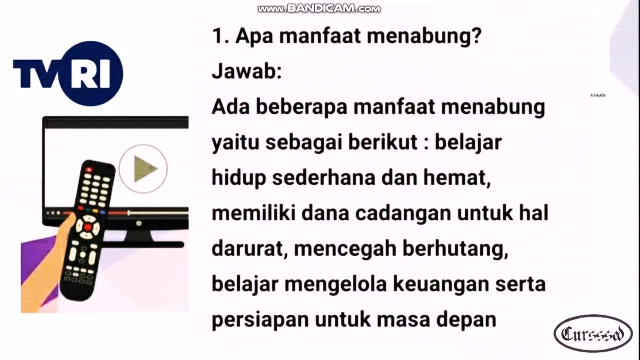 WWW.BANDICAM.COM
TVRI
1. Apa manfaat menabung?
Jawab:
Ada beberapa manfaat menabung
yaitu sebagai berikut : belajar
hidup sederhana dan hemat,
memiliki dana cadangan untuk hal
darurat, mencegah berhutang,
belajar mengelola keuangan serta
persiapan untuk masa depan
Cursssed